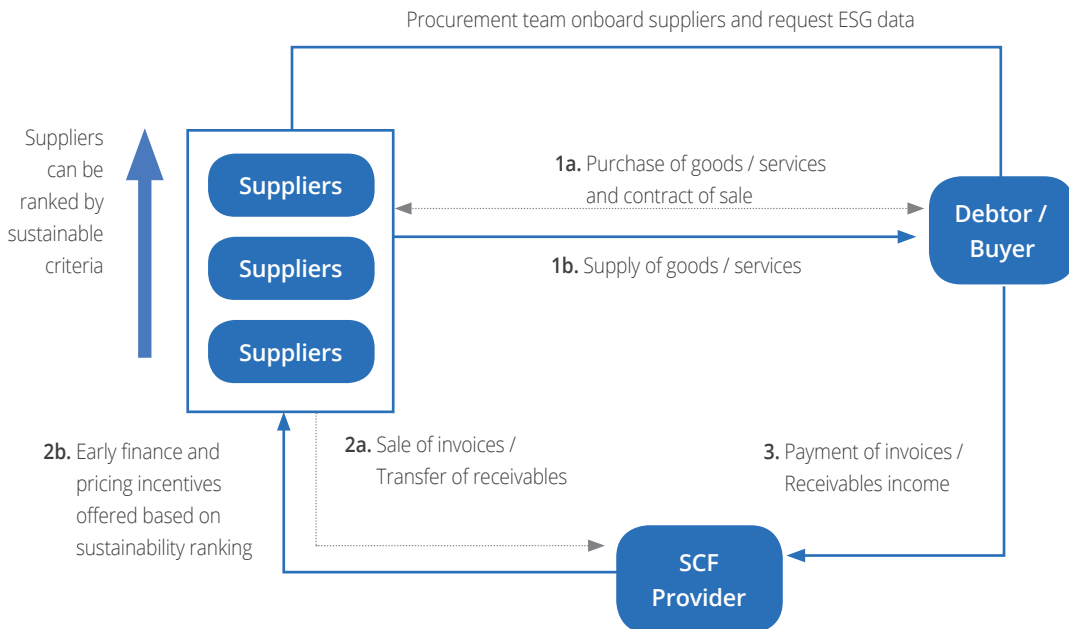 Procurement team onboard suppliers and request ESG data
Suppliers
can be
ranked by
sustainable
criteria
Suppliers
Suppliers
Suppliers
1a. Purchase of goods / services
and contract of sale
1b. Supply of goods / services
Debtor /
Buyer
2b. Early finance and
pricing incentives
offered based on
sustainability ranking
2a. Sale of invoices /
Transfer of receivables
3. Payment of invoices /
Receivables income
SCF
Provider